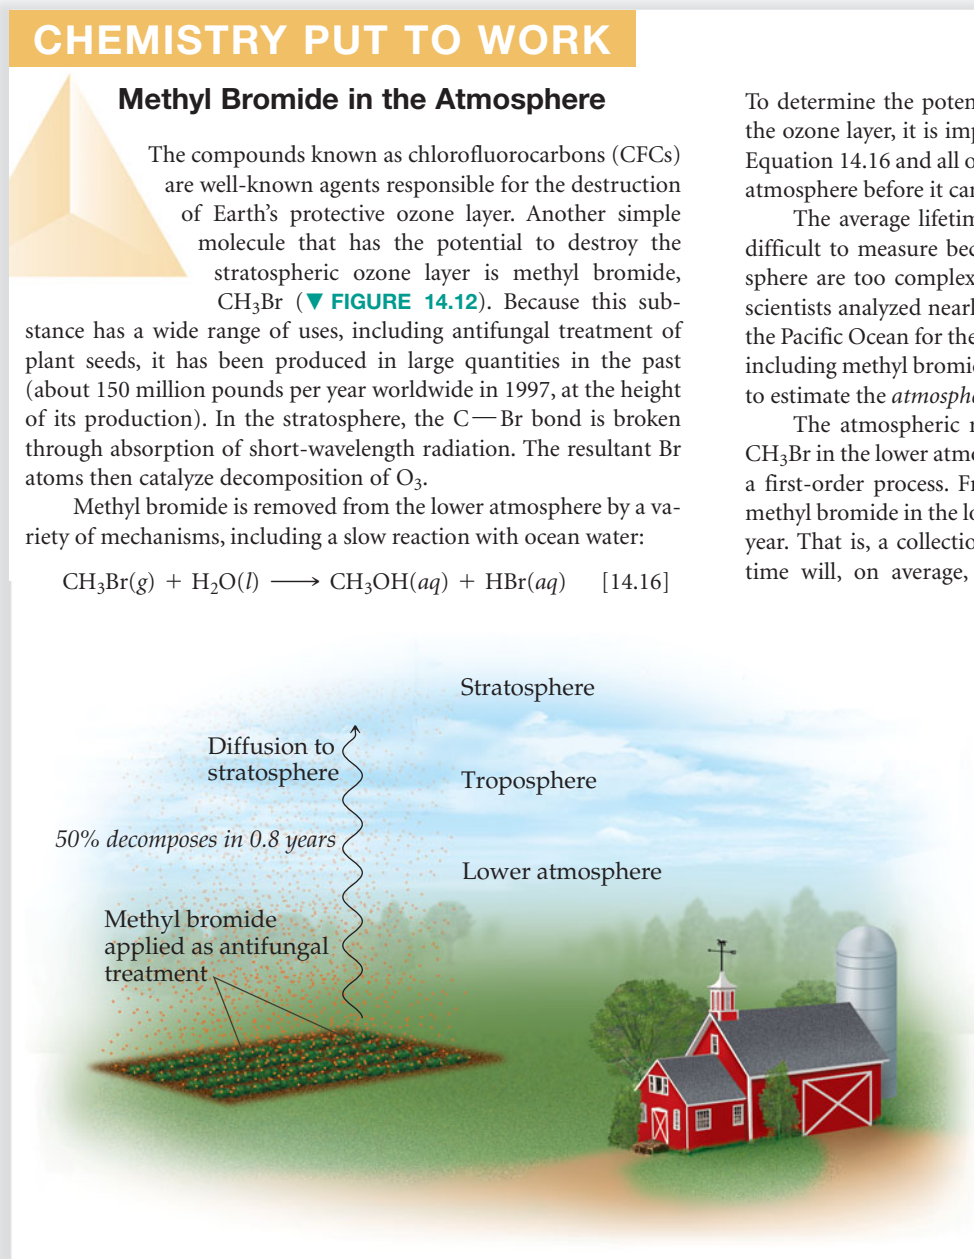 CHEMISTRY PUT TO WORK
Methyl Bromide in the Atmosphere
The compounds known as chlorofluorocarbons (CFCs)
are well-known agents responsible for the destruction
of Earth's protective ozone layer. Another simple
molecule that has the potential to destroy the
stratospheric ozone layer is methyl bromide,
CH₃Br (▼ FIGURE 14.12). Because this sub-
stance has a wide range of uses, including antifungal treatment of
plant seeds, it has been produced in large quantities in the past
(about 150 million pounds per year worldwide in 1997, at the height
of its production). In the stratosphere, the C—Br bond is broken
through absorption of short-wavelength radiation. The resultant Br
atoms then catalyze decomposition of O₃.
Methyl bromide is removed from the lower atmosphere by a va-
riety of mechanisms, including a slow reaction with ocean water:
CH₃Br(g) + H₂O(l) ⟶ CH₃OH(aq) + HBr(aq) [14.16]
To determine the poten
the ozone layer, it is imp
Equation 14.16 and all o
atmosphere before it can
The average lifetim
difficult to measure bec
sphere are too complex
scientists analyzed nearl
the Pacific Ocean for the
including methyl bromic
to estimate the atmosph
The atmospheric r
CH₃Br in the lower atmo
a first-order process. Fr
methyl bromide in the lo
year. That is, a collectio
time will, on average,
Stratosphere
Diffusion to
stratosphere
Troposphere
50% decomposes in 0.8 years
Lower atmosphere
Methyl bromide
applied as antifungal
treatment